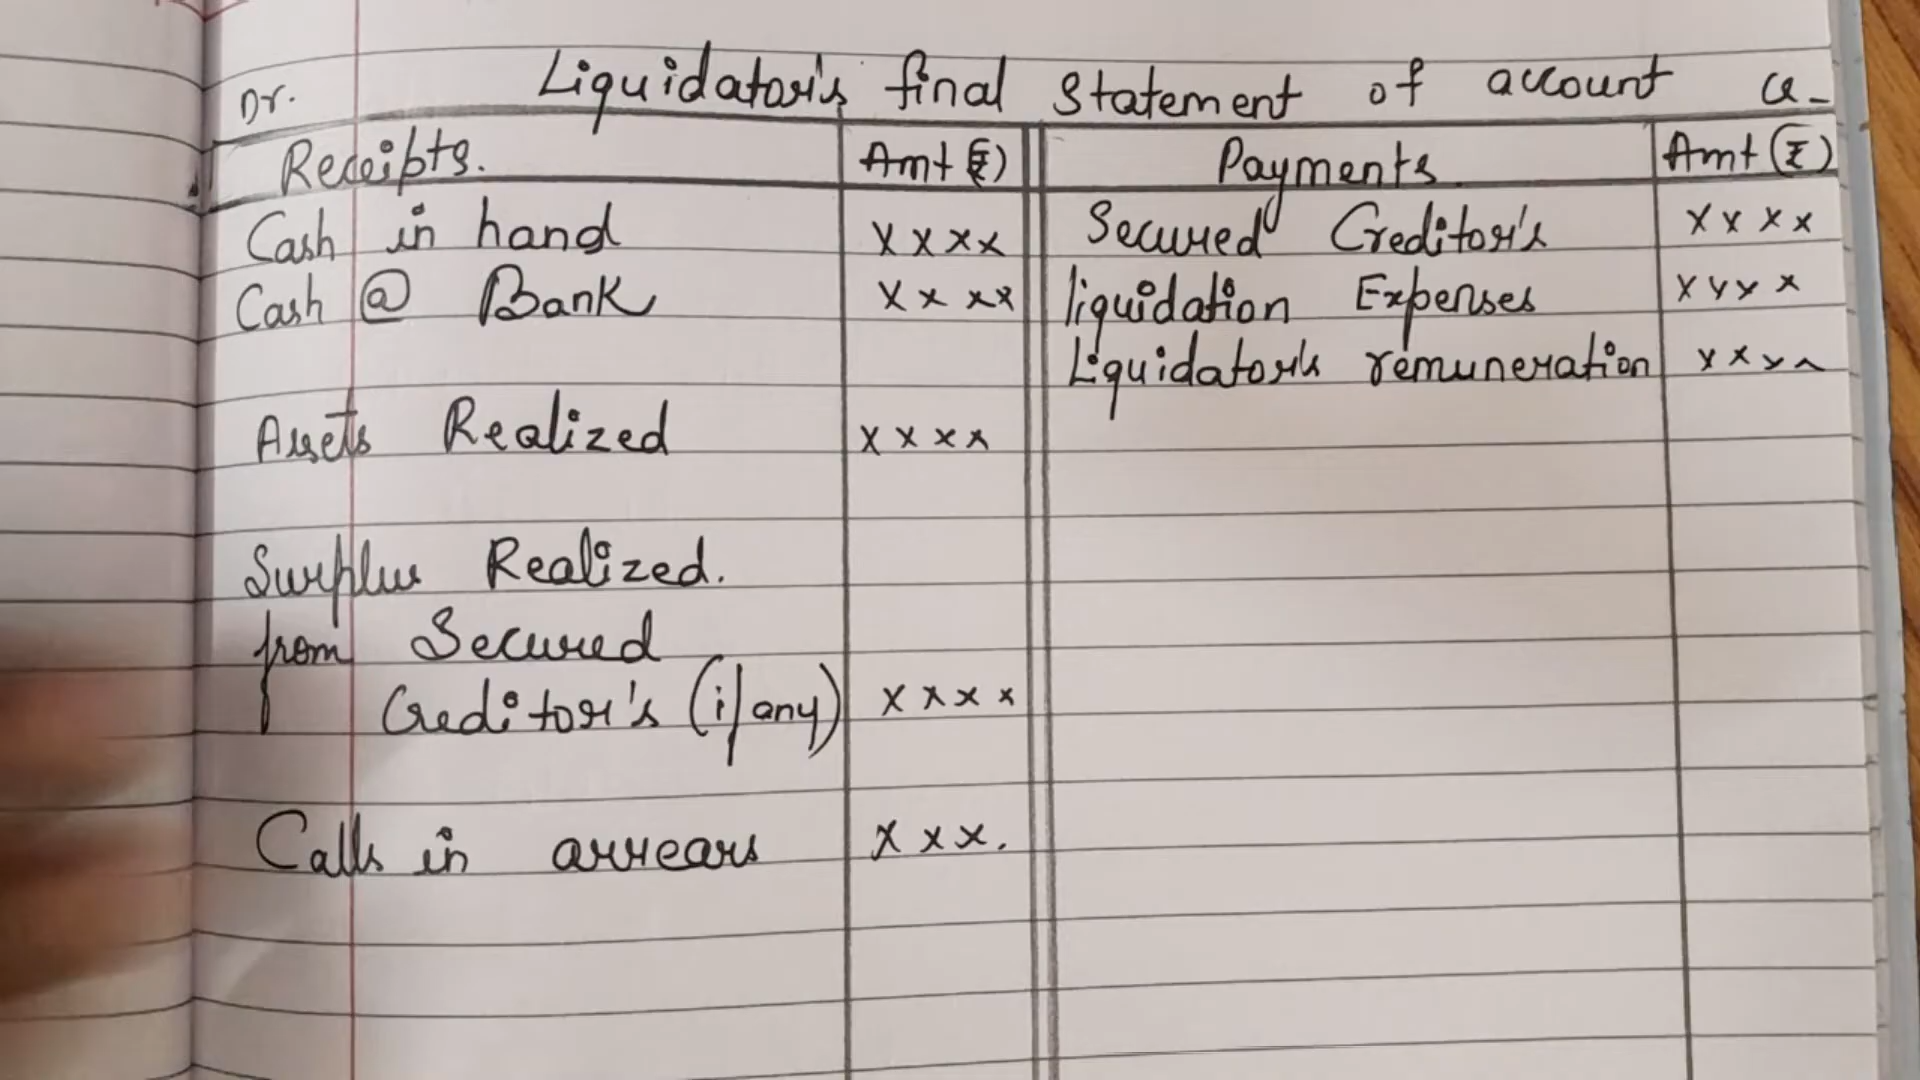 Dr. Liquidator's final Statement of account Cr
Receipts. Amt (₹) Payments. Amt (₹)
Cash in hand xxxx Secured Creditor's xxxx
Cash @ Bank xxxx liquidation Expenses xxxx
Liquidator's remuneration xxxx
Assets Realized xxxx
Surplus Realized.
from Secured
Creditor's (if any) xxxx
Calls in arrears xxx.